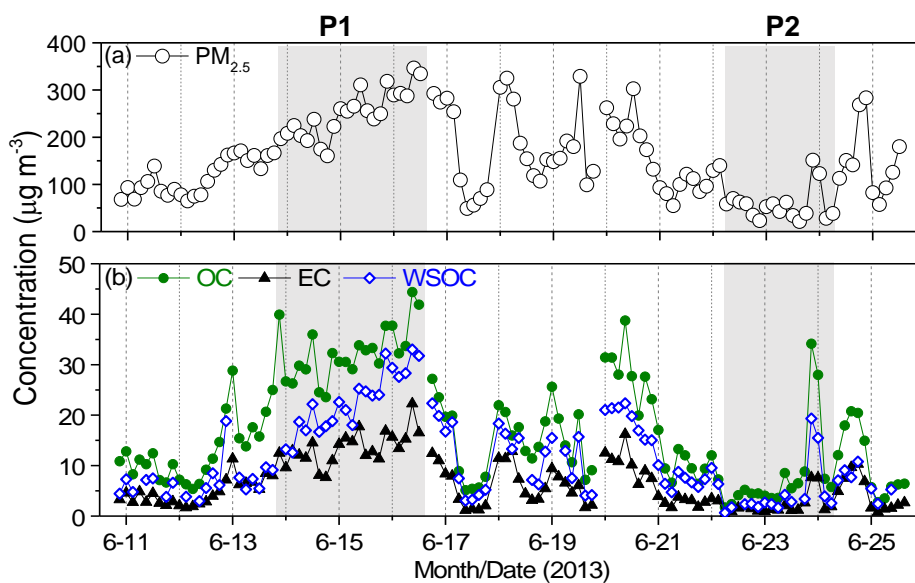 P1 P2
400
(a) PM2.5
300
200
100
0
50
(b) OC EC WSOC
40
30
20
10
0
6-11 6-13 6-15 6-17 6-19 6-21 6-23 6-25
Month/Date (2013)
Concentration (μg m-3)